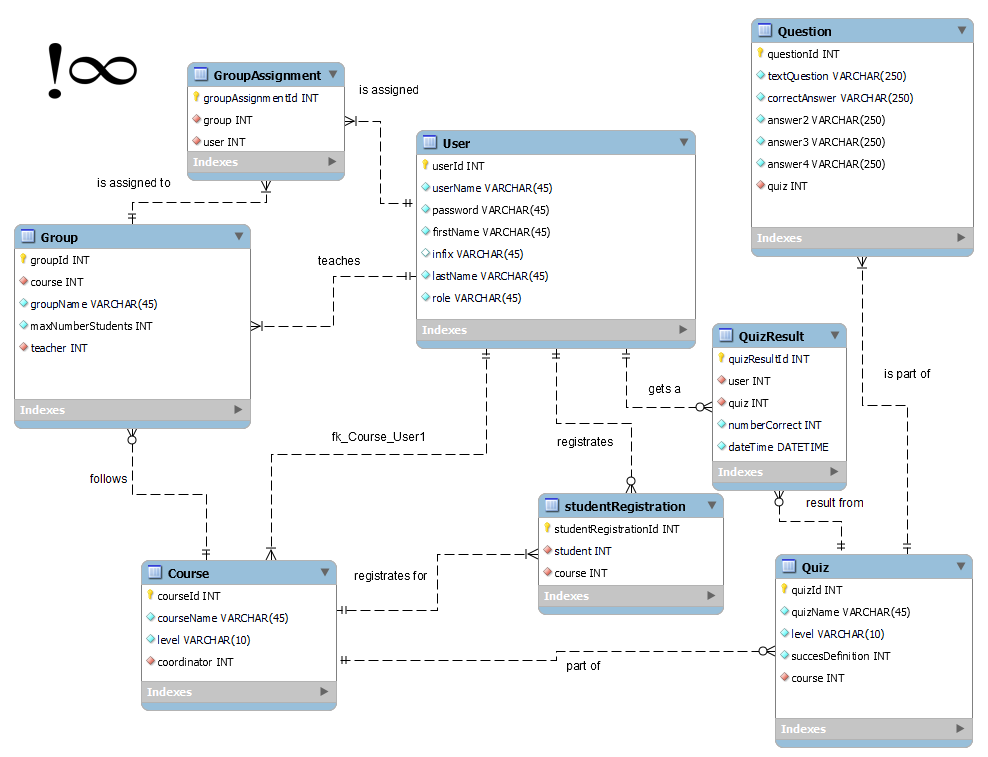 !∞
GroupAssignment
groupAssignmentId INT
group INT
user INT
Indexes
is assigned
is assigned to
Group
groupId INT
course INT
groupName VARCHAR(45)
maxNumberStudents INT
teacher INT
Indexes
teaches
User
userId INT
userName VARCHAR(45)
password VARCHAR(45)
firstName VARCHAR(45)
infix VARCHAR(45)
lastName VARCHAR(45)
role VARCHAR(45)
Indexes
Question
questionId INT
textQuestion VARCHAR(250)
correctAnswer VARCHAR(250)
answer2 VARCHAR(250)
answer3 VARCHAR(250)
answer4 VARCHAR(250)
quiz INT
Indexes
QuizResult
quizResultId INT
user INT
quiz INT
numberCorrect INT
dateTime DATETIME
Indexes
gets a
is part of
registrates
fk_Course_User1
follows
result from
studentRegistration
studentRegistrationId INT
student INT
course INT
Indexes
registrates for
Course
courseId INT
courseName VARCHAR(45)
level VARCHAR(10)
coordinator INT
Indexes
part of
Quiz
quizId INT
quizName VARCHAR(45)
level VARCHAR(10)
succesDefinition INT
course INT
Indexes